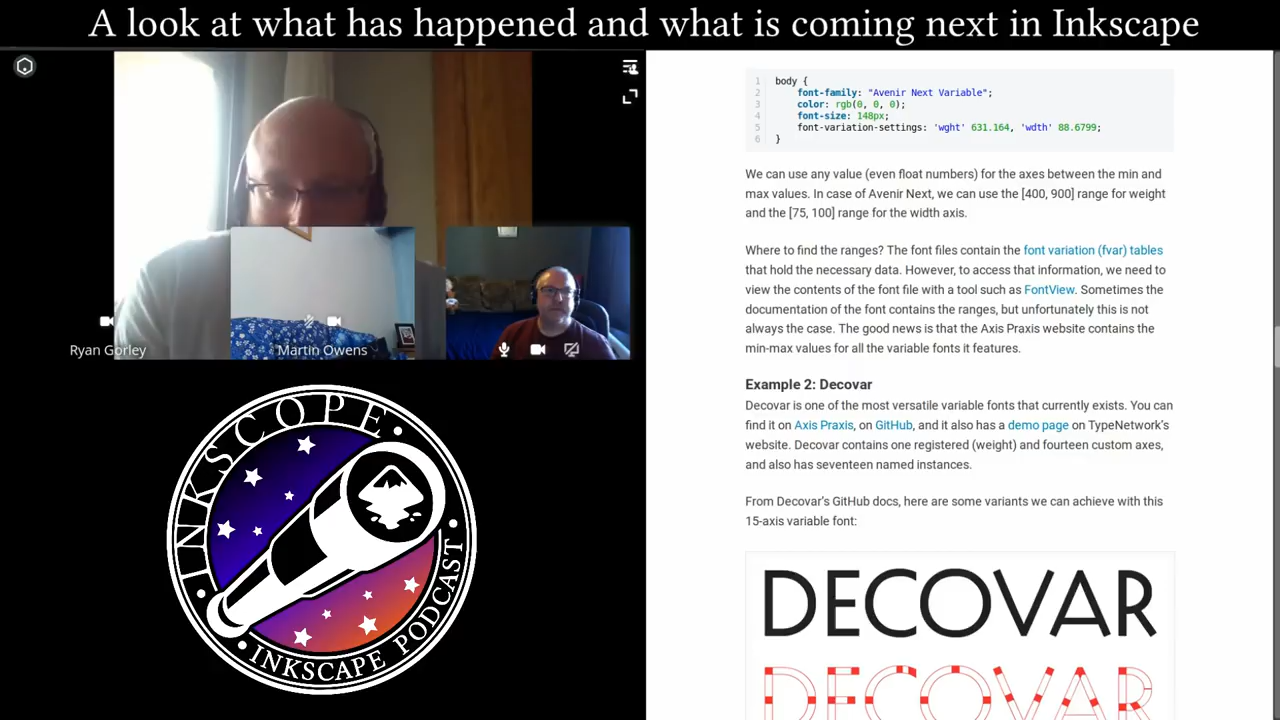 A look at what has happened and what is coming next in Inkscape
Ryan Gorley
Martin Owens
INKSCOPE
INKSCAPE PODCAST
1 body {
2 font-family: "Avenir Next Variable";
3 color: rgb(0, 0, 0);
4 font-size: 148px;
5 font-variation-settings: 'wght' 631.164, 'wdth' 88.6799;
6 }
We can use any value (even float numbers) for the axes between the min and
max values. In case of Avenir Next, we can use the [400, 900] range for weight
and the [75, 100] range for the width axis.
Where to find the ranges? The font files contain the font variation (fvar) tables
that hold the necessary data. However, to access that information, we need to
view the contents of the font file with a tool such as FontView. Sometimes the
documentation of the font contains the ranges, but unfortunately this is not
always the case. The good news is that the Axis Praxis website contains the
min-max values for all the variable fonts it features.
Example 2: Decovar
Decovar is one of the most versatile variable fonts that currently exists. You can
find it on Axis Praxis, on GitHub, and it also has a demo page on TypeNetwork's
website. Decovar contains one registered (weight) and fourteen custom axes,
and also has seventeen named instances.
From Decovar's GitHub docs, here are some variants we can achieve with this
15-axis variable font:
DECOVAR
DECOVAR